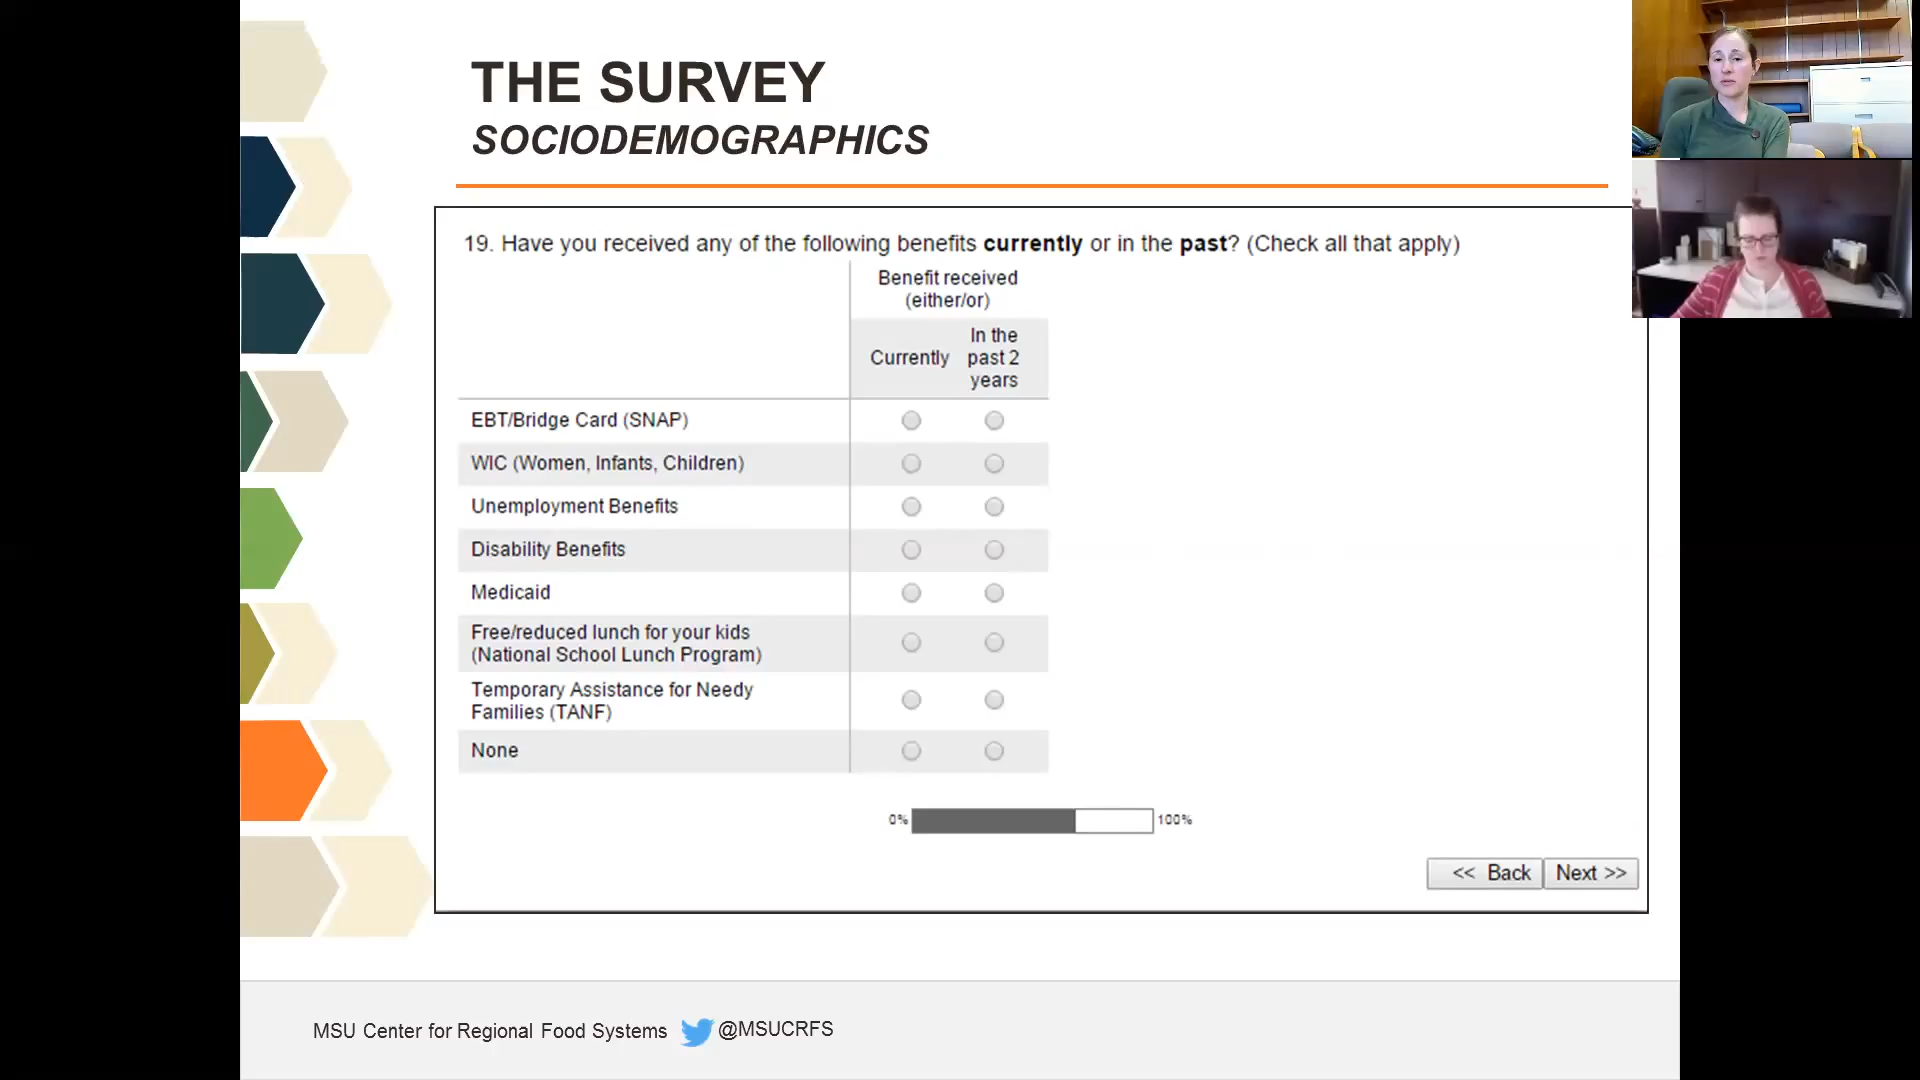 THE SURVEY
SOCIODEMOGRAPHICS
19. Have you received any of the following benefits currently or in the past? (Check all that apply)
Benefit received
(either/or)
Currently
In the
past 2
years
EBT/Bridge Card (SNAP)
WIC (Women, Infants, Children)
Unemployment Benefits
Disability Benefits
Medicaid
Free/reduced lunch for your kids
(National School Lunch Program)
Temporary Assistance for Needy
Families (TANF)
None
0% 100%
<< Back Next >>
MSU Center for Regional Food Systems @MSUCRFS